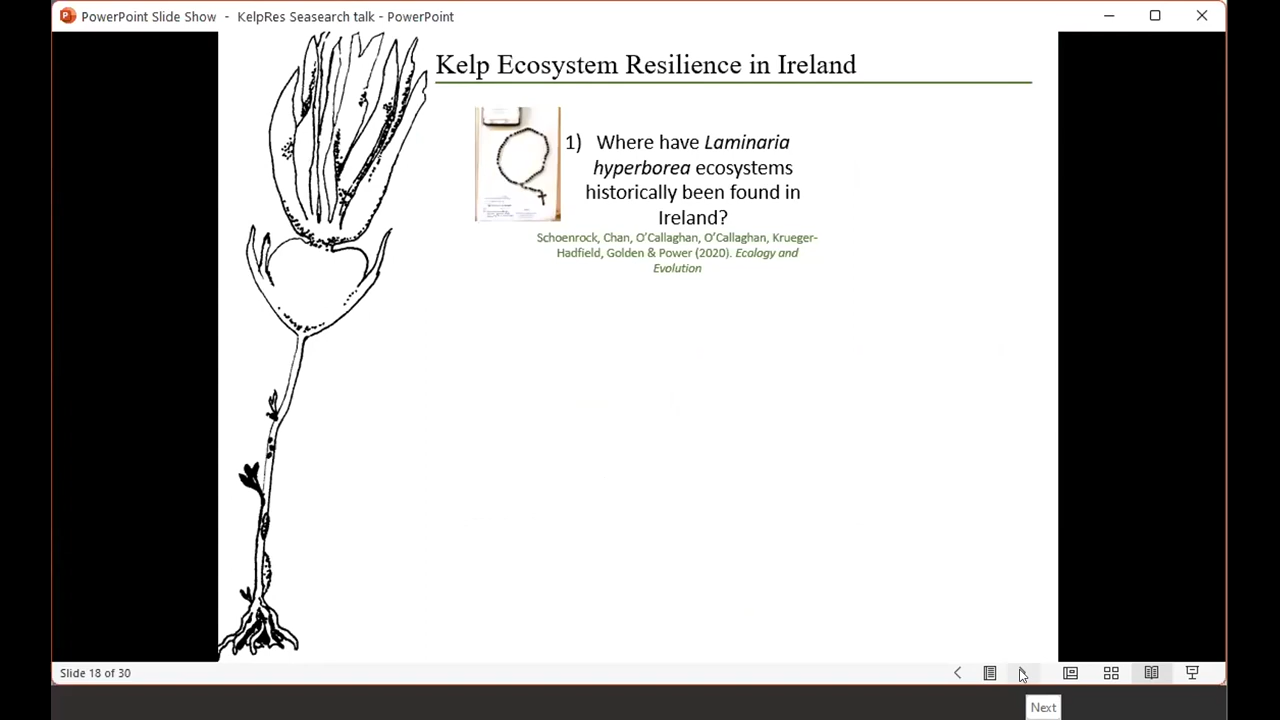 PowerPoint Slide Show - KelpRes Seasearch talk - PowerPoint
Kelp Ecosystem Resilience in Ireland
1) Where have Laminaria
hyperborea ecosystems
historically been found in
Ireland?
Schoenrock, Chan, O'Callaghan, O'Callaghan, Krueger-
Hadfield, Golden & Power (2020). Ecology and
Evolution
Slide 18 of 30
Next